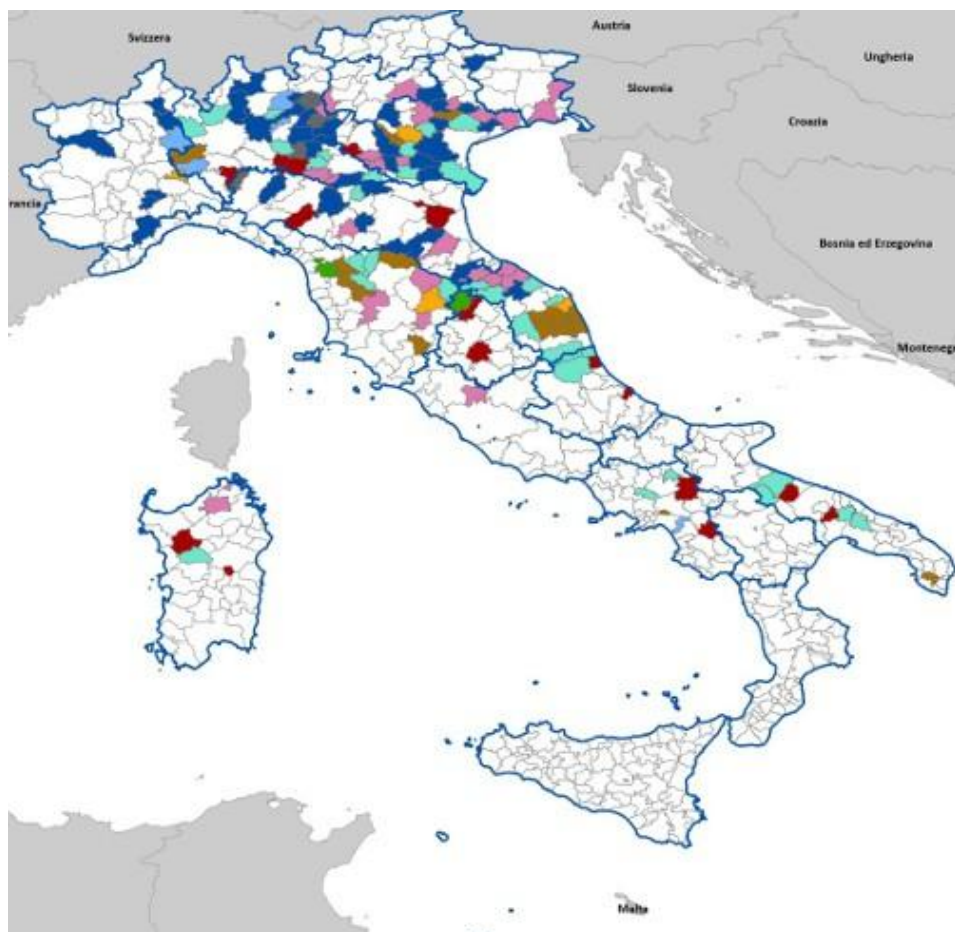 Austria
Svizzera
Ungheria
Slovenia
Croazia
rancia
Bosnia ed Erzegovina
Montenegr
Malta